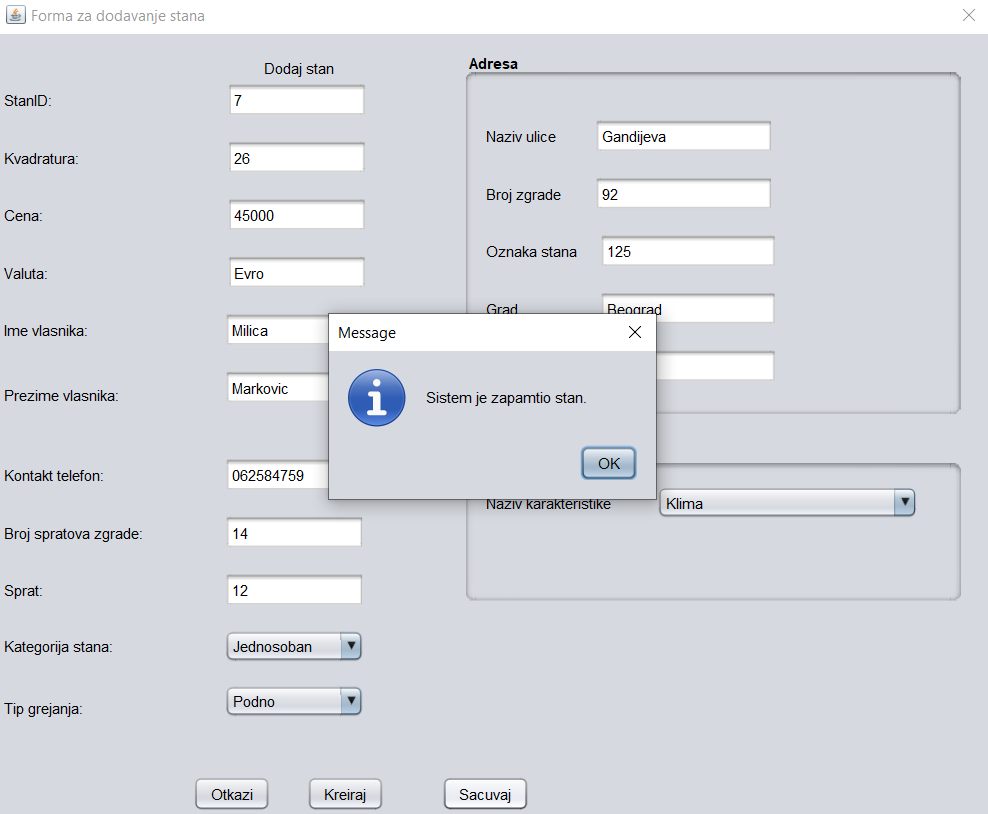 Forma za dodavanje stana
Dodaj stan
StanID: 7
Kvadratura: 26
Cena: 45000
Valuta: Evro
Ime vlasnika: Milica
Prezime vlasnika: Markovic
Kontakt telefon: 062584759
Broj spratova zgrade: 14
Sprat: 12
Kategorija stana: Jednosoban
Tip grejanja: Podno
Adresa
Naziv ulice Gandijeva
Broj zgrade 92
Oznaka stana 125
Grad Beograd
Message
Sistem je zapamtio stan.
OK
Naziv karakteristike Klima
Otkazi Kreiraj Sacuvaj